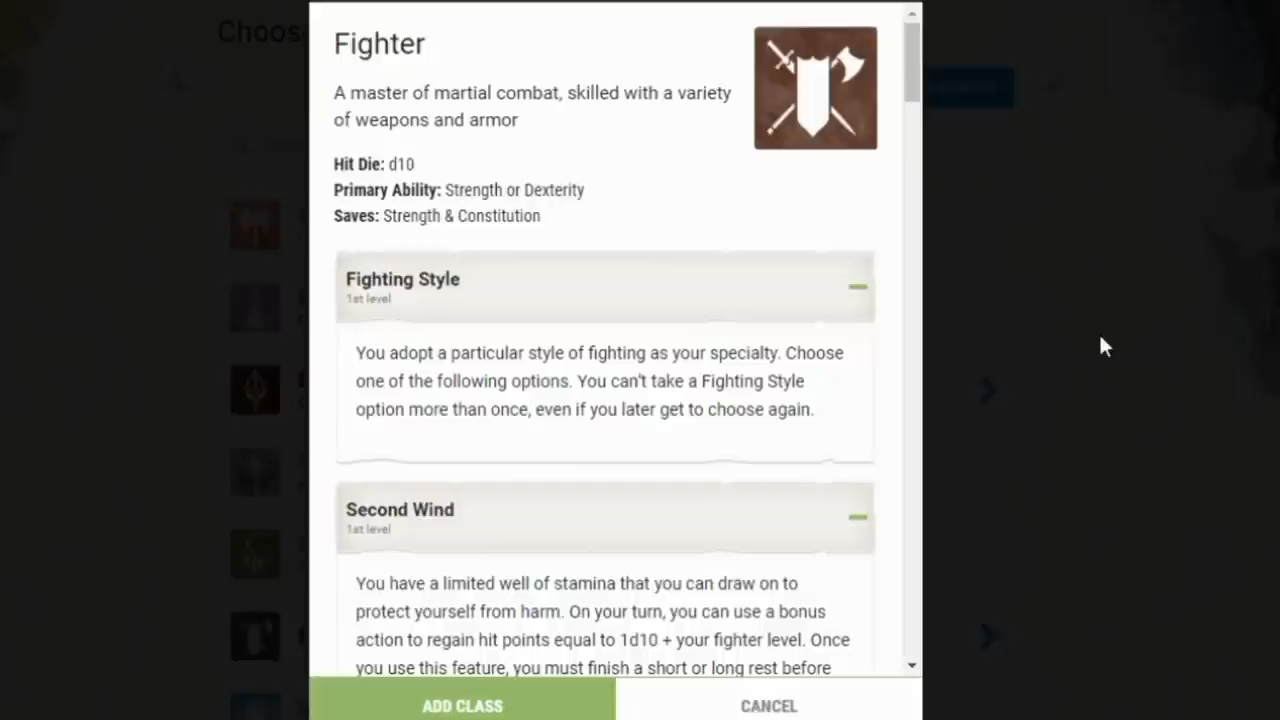 Choos
Fighter
A master of martial combat, skilled with a variety
of weapons and armor
Hit Die: d10
Primary Ability: Strength or Dexterity
Saves: Strength & Constitution
Fighting Style
1st level
You adopt a particular style of fighting as your specialty. Choose
one of the following options. You can't take a Fighting Style
option more than once, even if you later get to choose again.
Second Wind
1st level
You have a limited well of stamina that you can draw on to
protect yourself from harm. On your turn, you can use a bonus
action to regain hit points equal to 1d10 + your fighter level. Once
you use this feature, you must finish a short or long rest before
ADD CLASS
CANCEL